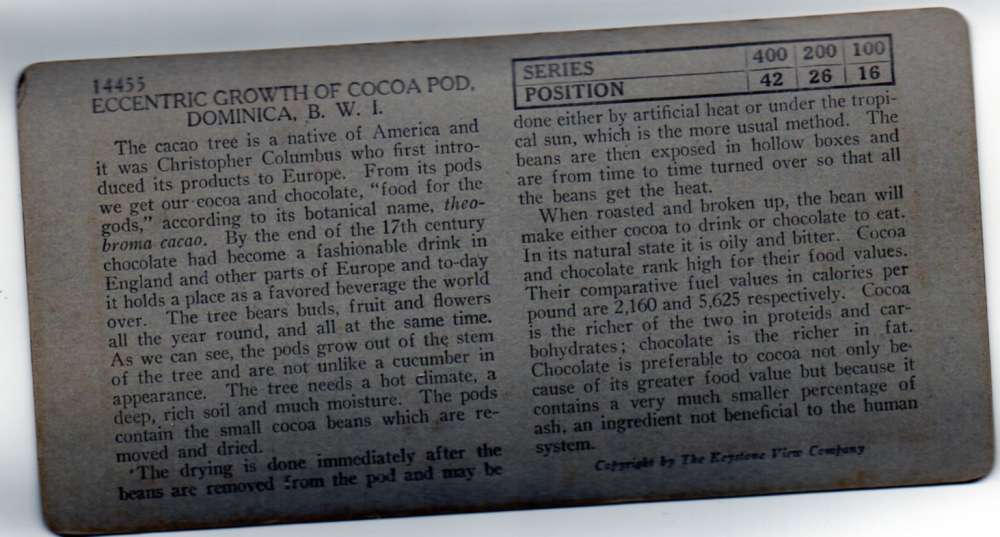 14455
ECCENTRIC GROWTH OF COCOA POD,
DOMINICA, B. W. I.
The cacao tree is a native of America and
it was Christopher Columbus who first intro-
duced its products to Europe. From its pods
we get our cocoa and chocolate, "food for the
gods," according to its botanical name, theo-
broma cacao. By the end of the 17th century
chocolate had become a fashionable drink in
England and other parts of Europe and to-day
it holds a place as a favored beverage the world
over. The tree bears buds, fruit and flowers
all the year round, and all at the same time.
As we can see, the pods grow out of the stem
of the tree and are not unlike a cucumber in
appearance. The tree needs a hot climate, a
deep, rich soil and much moisture. The pods
contain the small cocoa beans which are re-
moved and dried.
The drying is done immediately after the
beans are removed from the pod and may be
SERIES 400 200 100
POSITION 42 26 16
done either by artificial heat or under the tropi-
cal sun, which is the more usual method. The
beans are then exposed in hollow boxes and
are from time to time turned over so that all
the beans get the heat.
When roasted and broken up, the bean will
make either cocoa to drink or chocolate to eat.
In its natural state it is oily and bitter. Cocoa
and chocolate rank high for their food values.
Their comparative fuel values in calories per
pound are 2,160 and 5,625 respectively. Cocoa
is the richer of the two in proteids and car-
bohydrates; chocolate is the richer in fat.
Chocolate is preferable to cocoa not only be-
cause of its greater food value but because it
contains a very much smaller percentage of
ash, an ingredient not beneficial to the human
system.
Copyright by The Keystone View Company